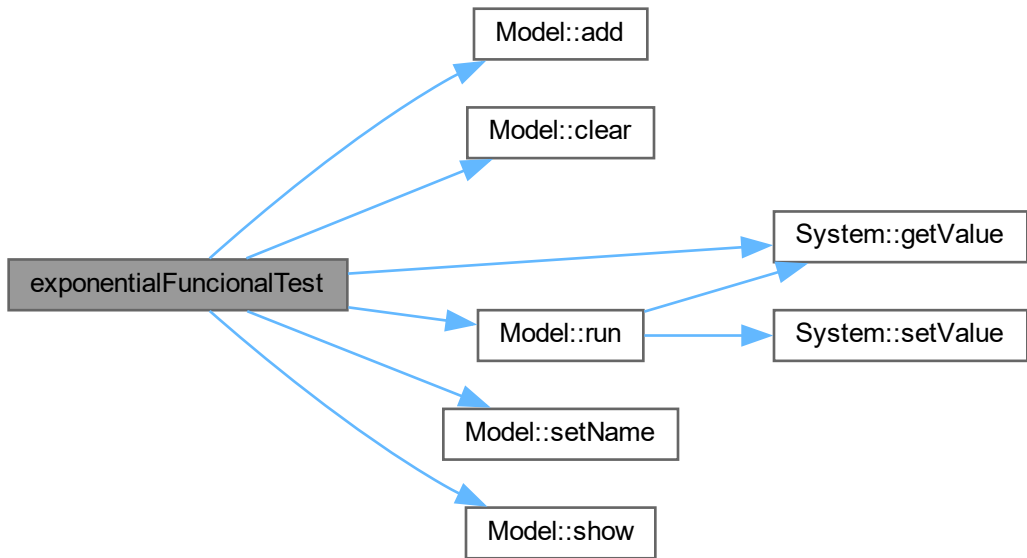 Model::add
Model::clear
System::getValue
exponentialFuncionalTest
Model::run
System::setValue
Model::setName
Model::show